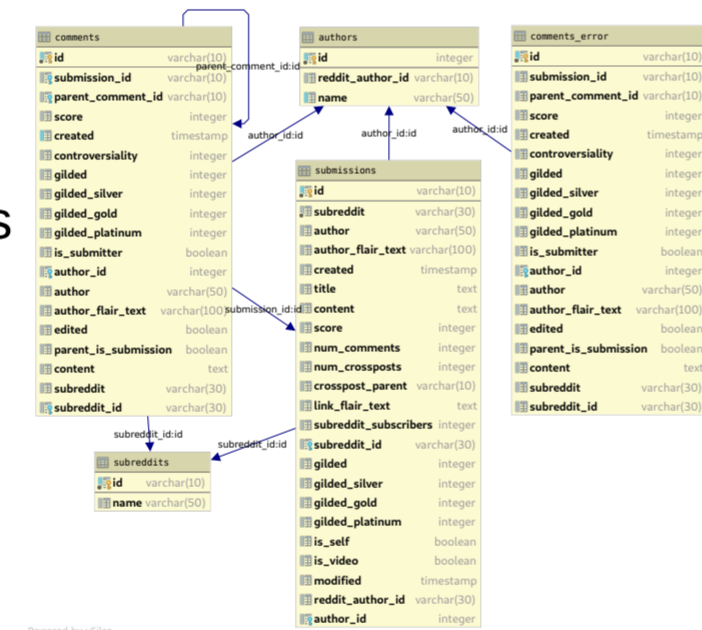 comments
id varchar(10)
submission_id varchar(10)
parent_comment_id varchar(10)
score integer
created timestamp
controversiality integer
gilded integer
gilded_silver integer
gilded_gold integer
gilded_platinum integer
is_submitter boolean
author_id integer
author varchar(50)
author_flair_text varchar(100)
edited boolean
parent_is_submission boolean
content text
subreddit varchar(30)
subreddit_id varchar(30)
parent_comment_id:id
author_id:id
submission_id:id
subreddit_id:id
subreddits
id varchar(10)
name varchar(50)
authors
id integer
reddit_author_id varchar(10)
name varchar(50)
author_id:id
submissions
id varchar(10)
subreddit varchar(30)
author varchar(50)
author_flair_text varchar(100)
created timestamp
title text
content text
score integer
num_comments integer
num_crossposts integer
crosspost_parent varchar(10)
link_flair_text text
subreddit_subscribers integer
subreddit_id varchar(30)
gilded integer
gilded_silver integer
gilded_gold integer
gilded_platinum integer
is_self boolean
is_video boolean
modified timestamp
reddit_author_id varchar(30)
author_id integer
subreddit_id:id
author_id:id
comments_error
id varchar(10)
submission_id varchar(10)
parent_comment_id varchar(10)
score integer
created timestamp
controversiality integer
gilded integer
gilded_silver integer
gilded_gold integer
gilded_platinum integer
is_submitter boolean
author_id integer
author varchar(50)
author_flair_text varchar(100)
edited boolean
parent_is_submission boolean
content text
subreddit varchar(30)
subreddit_id varchar(30)
s